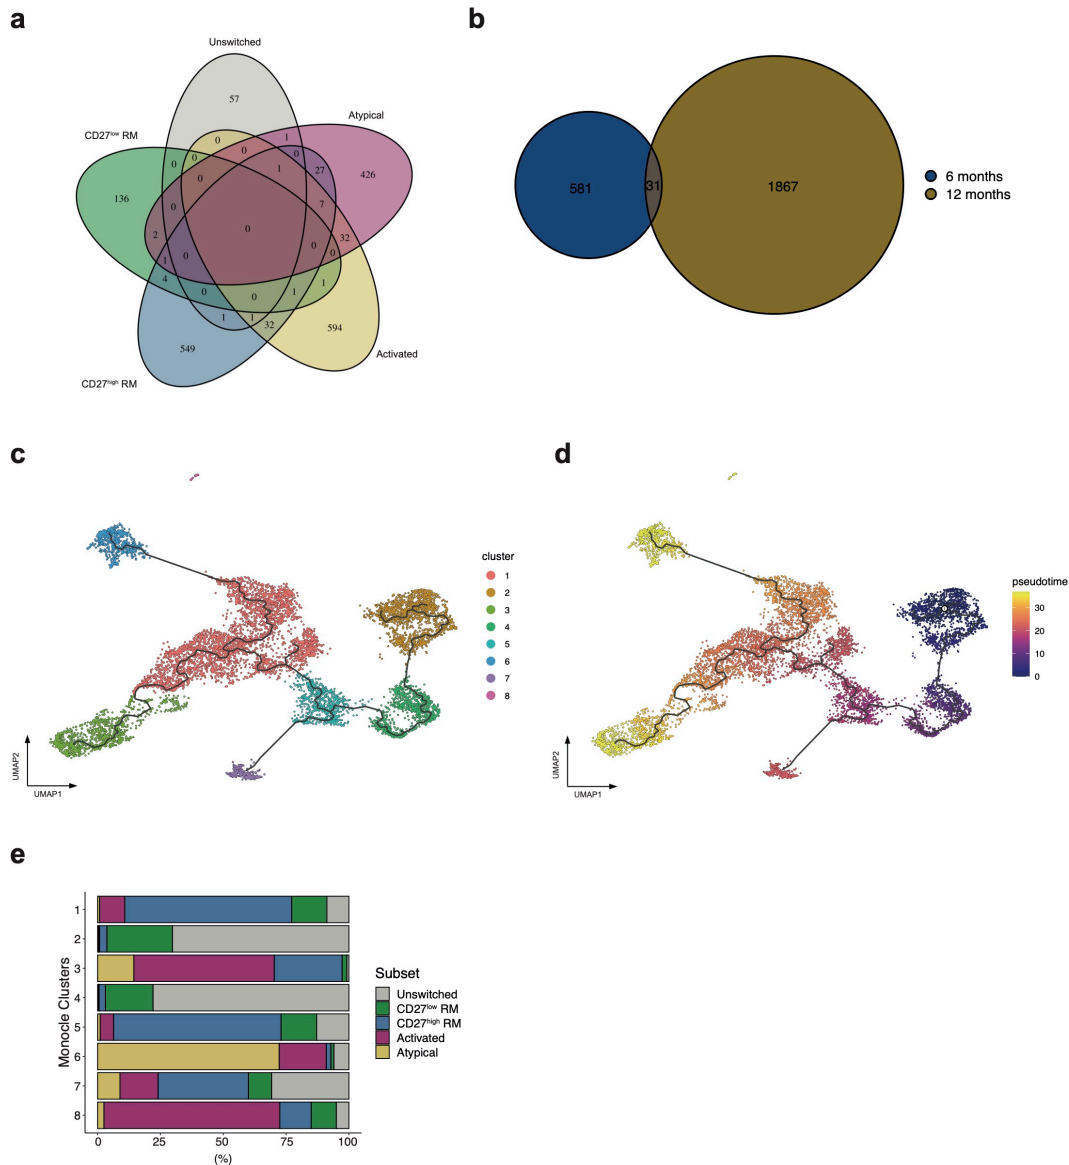 a
b
Unswitched
Atypical
CD27low RM
Activated
CD27high RM
57
0
1
0
0
0
0
1
27
426
0
136
0
7
0
2
32
0
0
1
0
4
1
0
1
0
1
1
32
594
549
581
31
1867
6 months
12 months
c
d
cluster
1
2
3
4
5
6
7
8
UMAP2
UMAP1
pseudotime
30
20
10
0
UMAP2
UMAP1
e
Monocle Clusters
1
2
3
4
5
6
7
8
0 25 50 75 100
(%)
Subset
Unswitched
CD27low RM
CD27high RM
Activated
Atypical